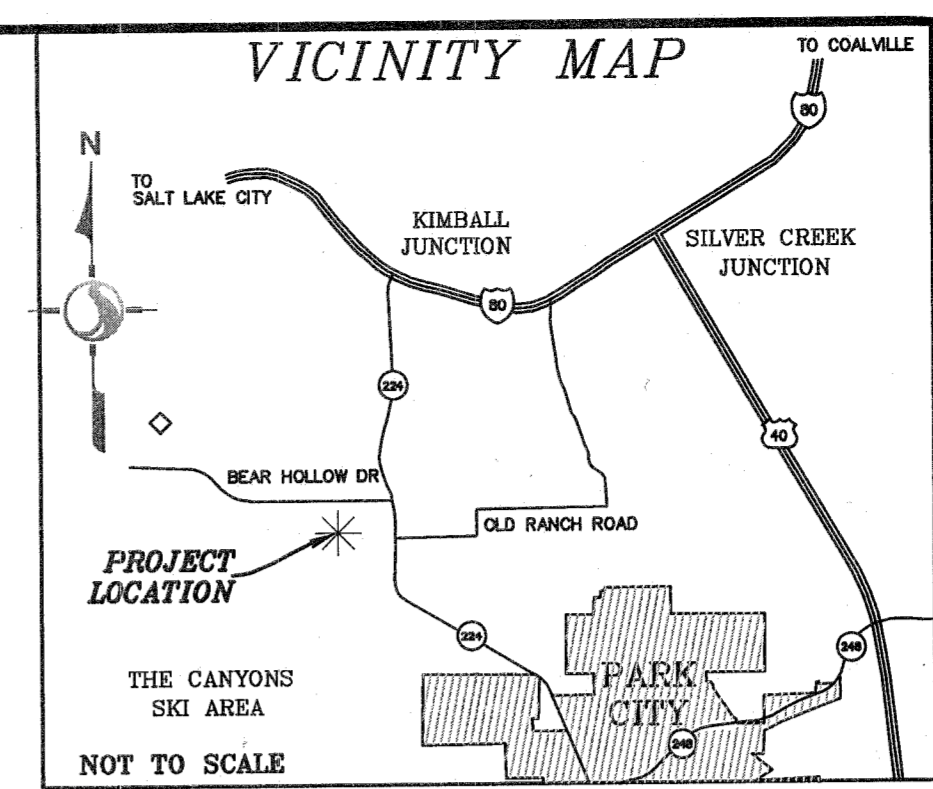 VICINITY MAP
TO COALVILLE
80
N
TO
SALT LAKE CITY
KIMBALL
JUNCTION
SILVER CREEK
JUNCTION
80
224
40
BEAR HOLLOW DR
OLD RANCH ROAD
PROJECT
LOCATION
224
248
PARK
CITY
THE CANYONS
SKI AREA
248
NOT TO SCALE